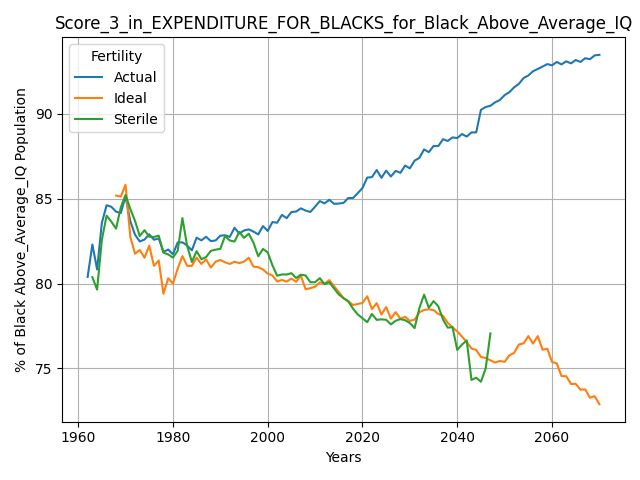 Score_3_in_EXPENDITURE_FOR_BLACKS_for_Black_Above_Average_IQ
Fertility
Actual
Ideal
Sterile
% of Black Above_Average_IQ Population
90
85
80
75
1960
1980
2000
2020
2040
2060
Years